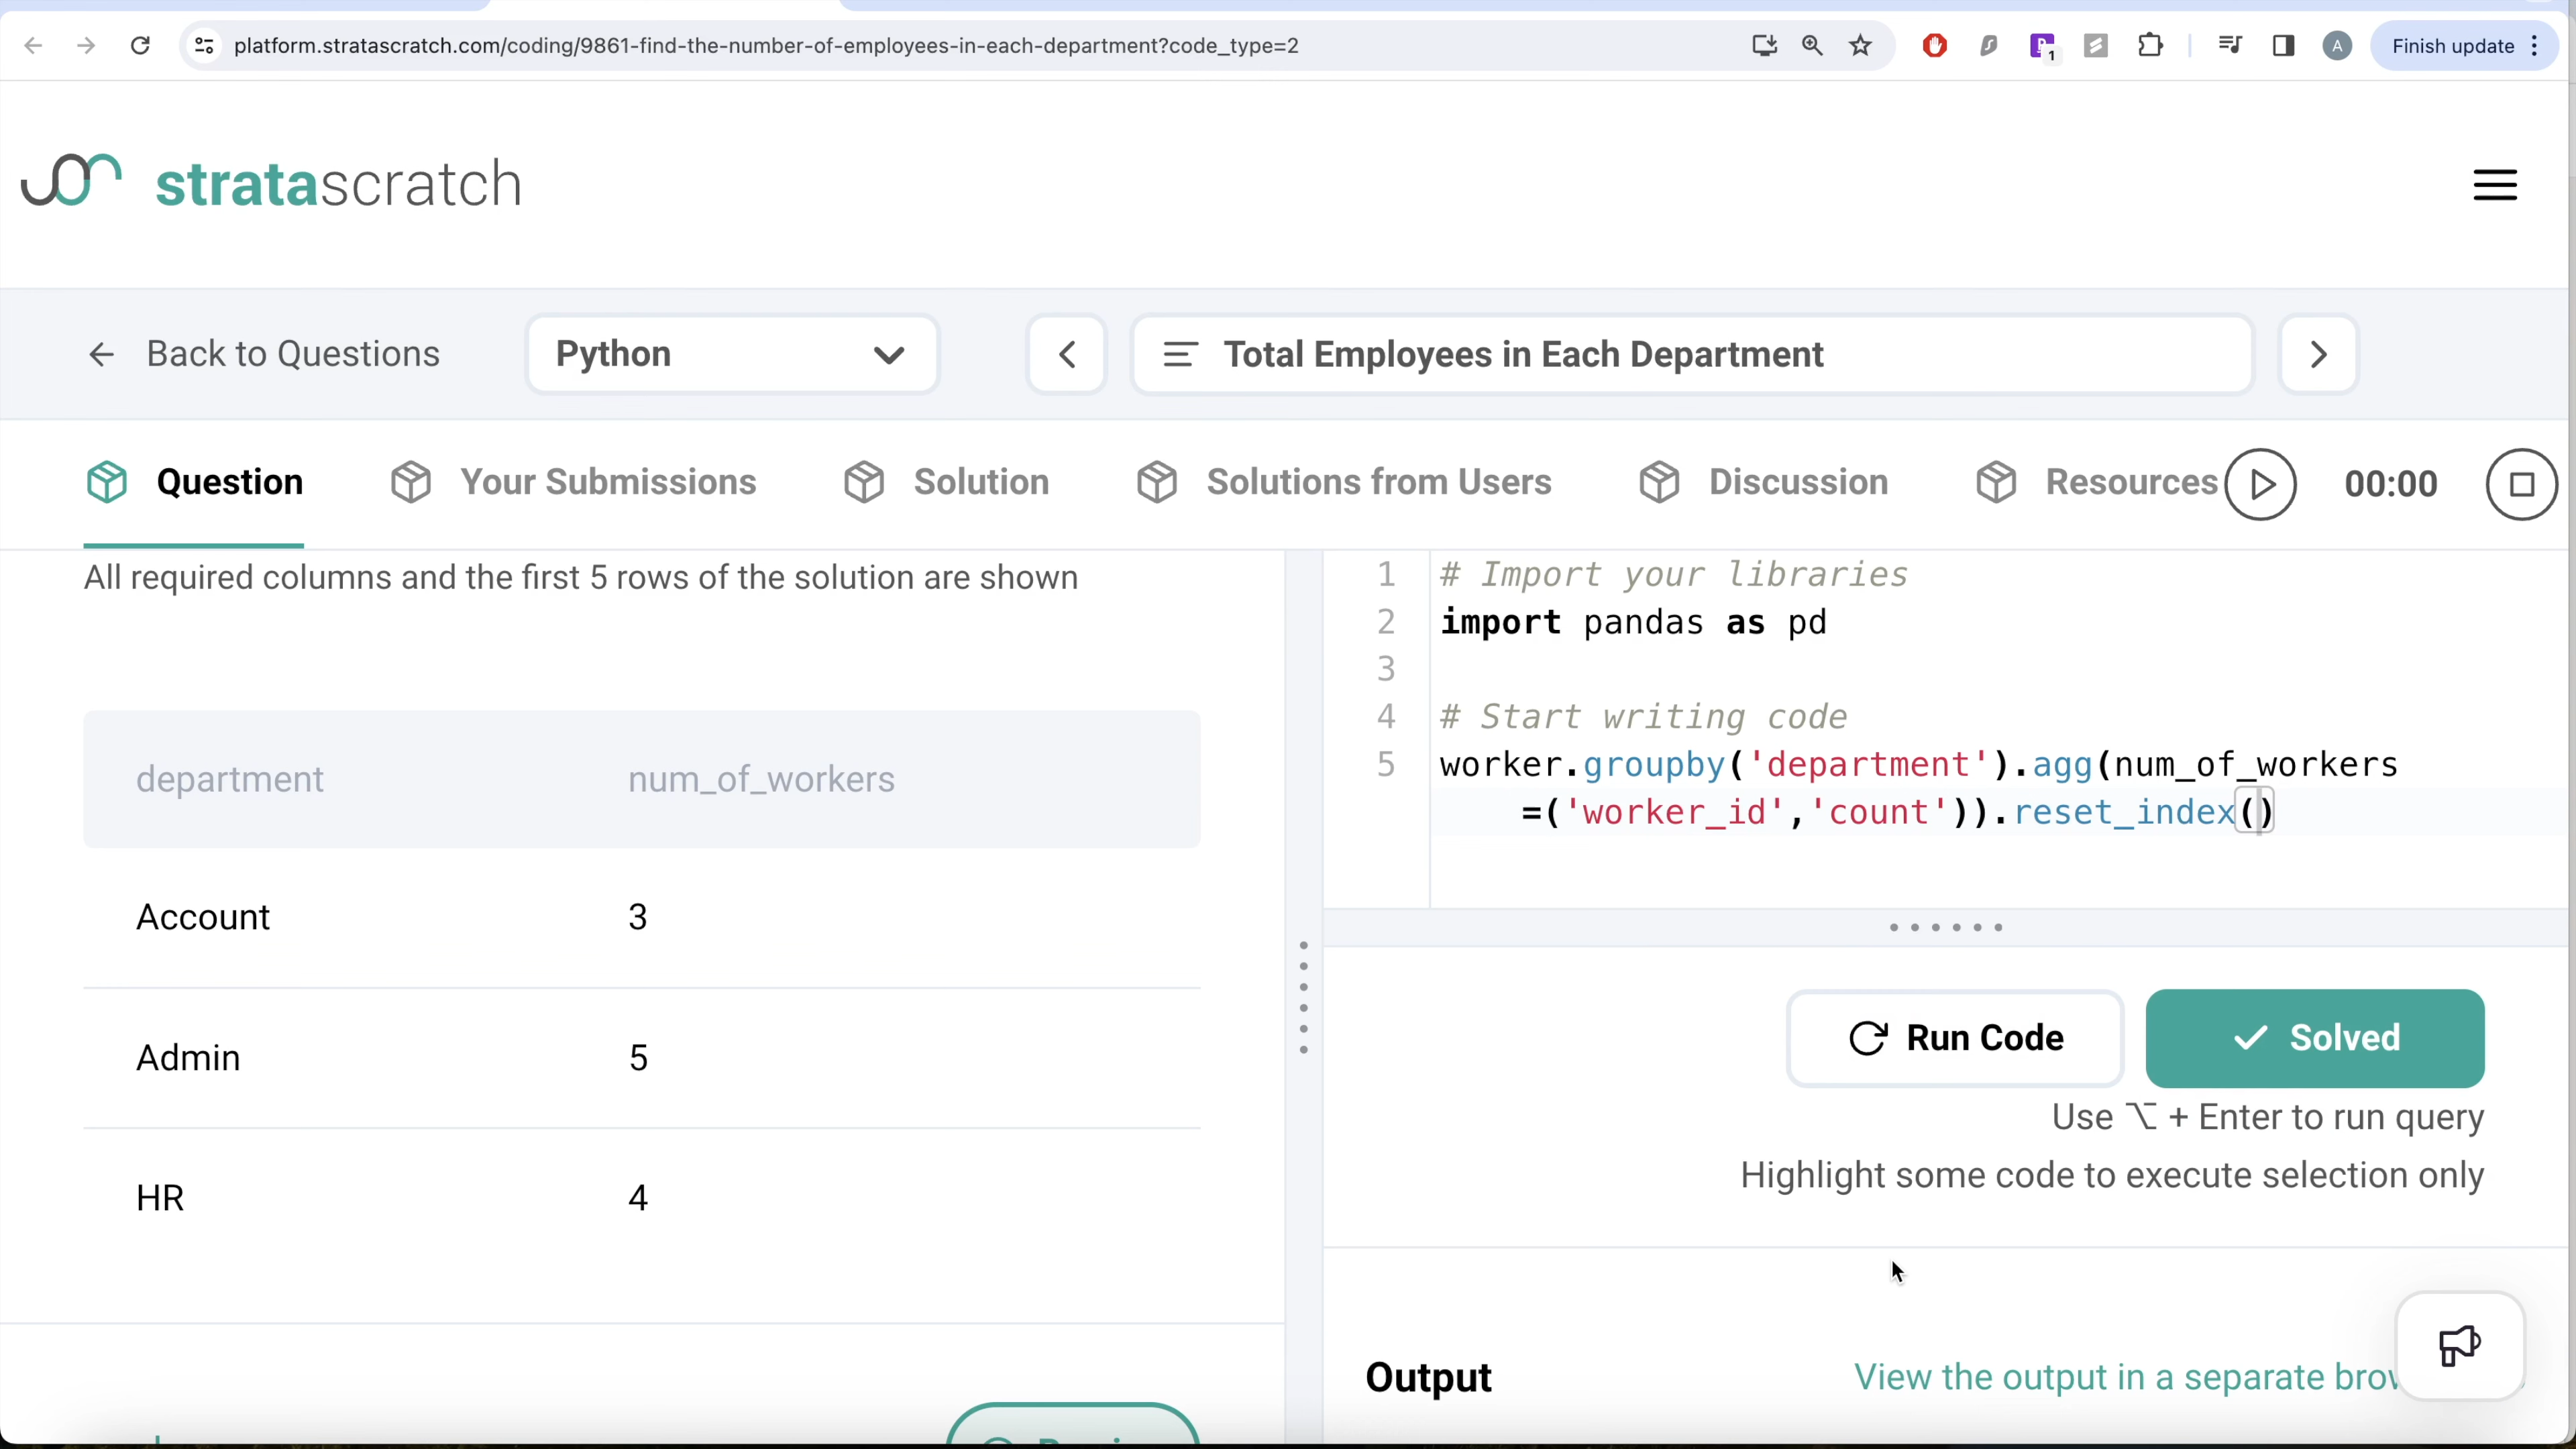 platform.stratascratch.com/coding/9861-find-the-number-of-employees-in-each-department?code_type=2
1
A
Finish update
stratascratch
Back to Questions
Python
Total Employees in Each Department
Question
Your Submissions
Solution
Solutions from Users
Discussion
Resources
00:00
All required columns and the first 5 rows of the solution are shown
department num_of_workers
Account 3
Admin 5
HR 4
1 # Import your libraries
2 import pandas as pd
3
4 # Start writing code
5 worker.groupby('department').agg(num_of_workers
=('worker_id','count')).reset_index()
Run Code
Solved
Use ⌥ + Enter to run query
Highlight some code to execute selection only
Output
View the output in a separate